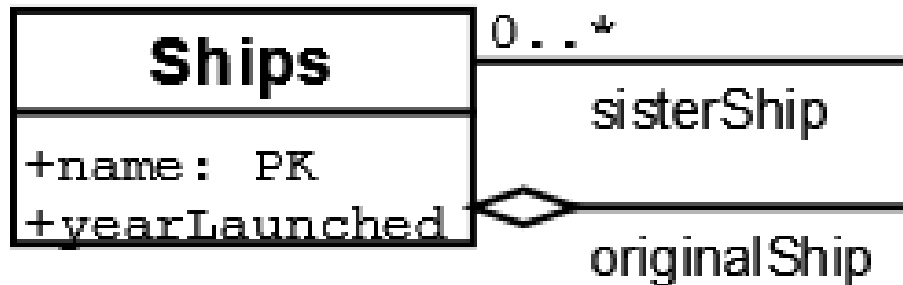 Ships
0..*
sisterShip
+name: PK
+yearLaunched
originalShip